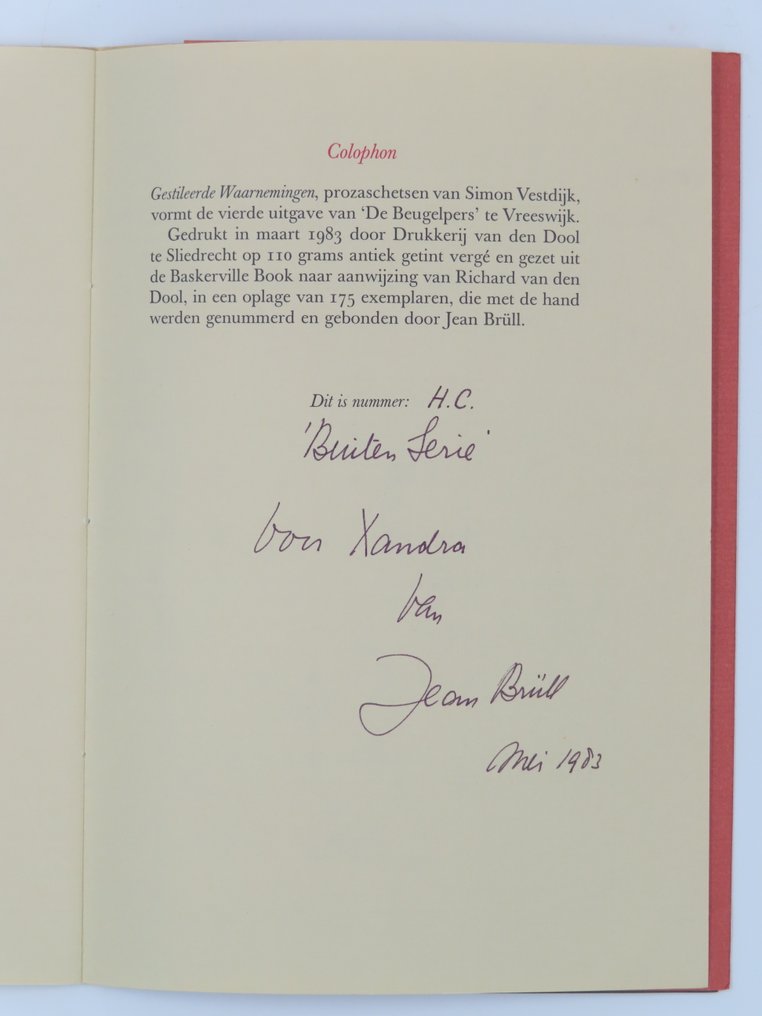 Colophon
Gestileerde Waarnemingen, prozaschetsen van Simon Vestdijk,
vormt de vierde uitgave van ‘De Beugelpers’ te Vreeswijk.
Gedrukt in maart 1983 door Drukkerij van den Dool
te Sliedrecht op 110 grams antiek getint vergé en gezet uit
de Baskerville Book naar aanwijzing van Richard van den
Dool, in een oplage van 175 exemplaren, die met de hand
werden genummerd en gebonden door Jean Brüll.
Dit is nummer: H.C.
'Buiten Serie'
voor Xandra
van
Jean Brüll
Mei 1983